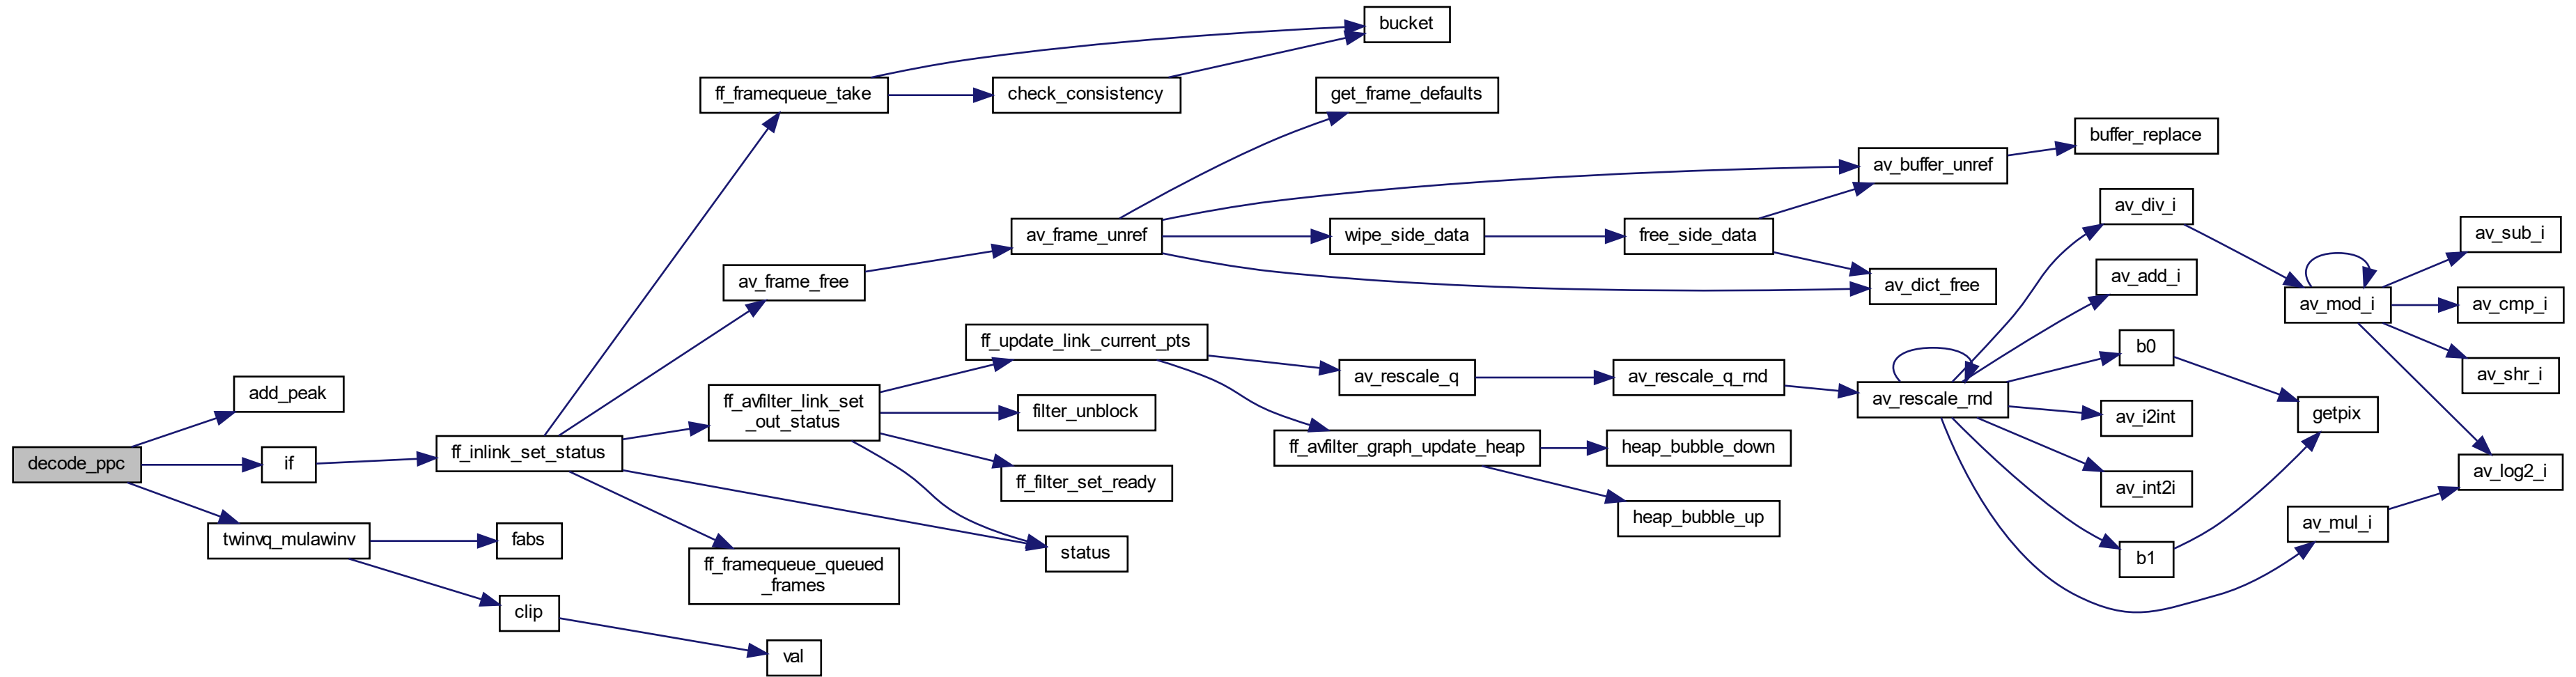 decode_ppc
add_peak
if
twinvq_mulawinv
ff_inlink_set_status
fabs
clip
val
ff_framequeue_take
av_frame_free
ff_avfilter_link_set
_out_status
ff_framequeue_queued
_frames
bucket
check_consistency
get_frame_defaults
av_frame_unref
wipe_side_data
free_side_data
av_buffer_unref
buffer_replace
av_dict_free
ff_update_link_current_pts
filter_unblock
ff_filter_set_ready
status
av_rescale_q
av_rescale_q_rnd
ff_avfilter_graph_update_heap
heap_bubble_down
heap_bubble_up
av_rescale_rnd
av_div_i
av_add_i
b0
av_i2int
av_int2i
b1
av_mod_i
getpix
av_mul_i
av_sub_i
av_cmp_i
av_shr_i
av_log2_i